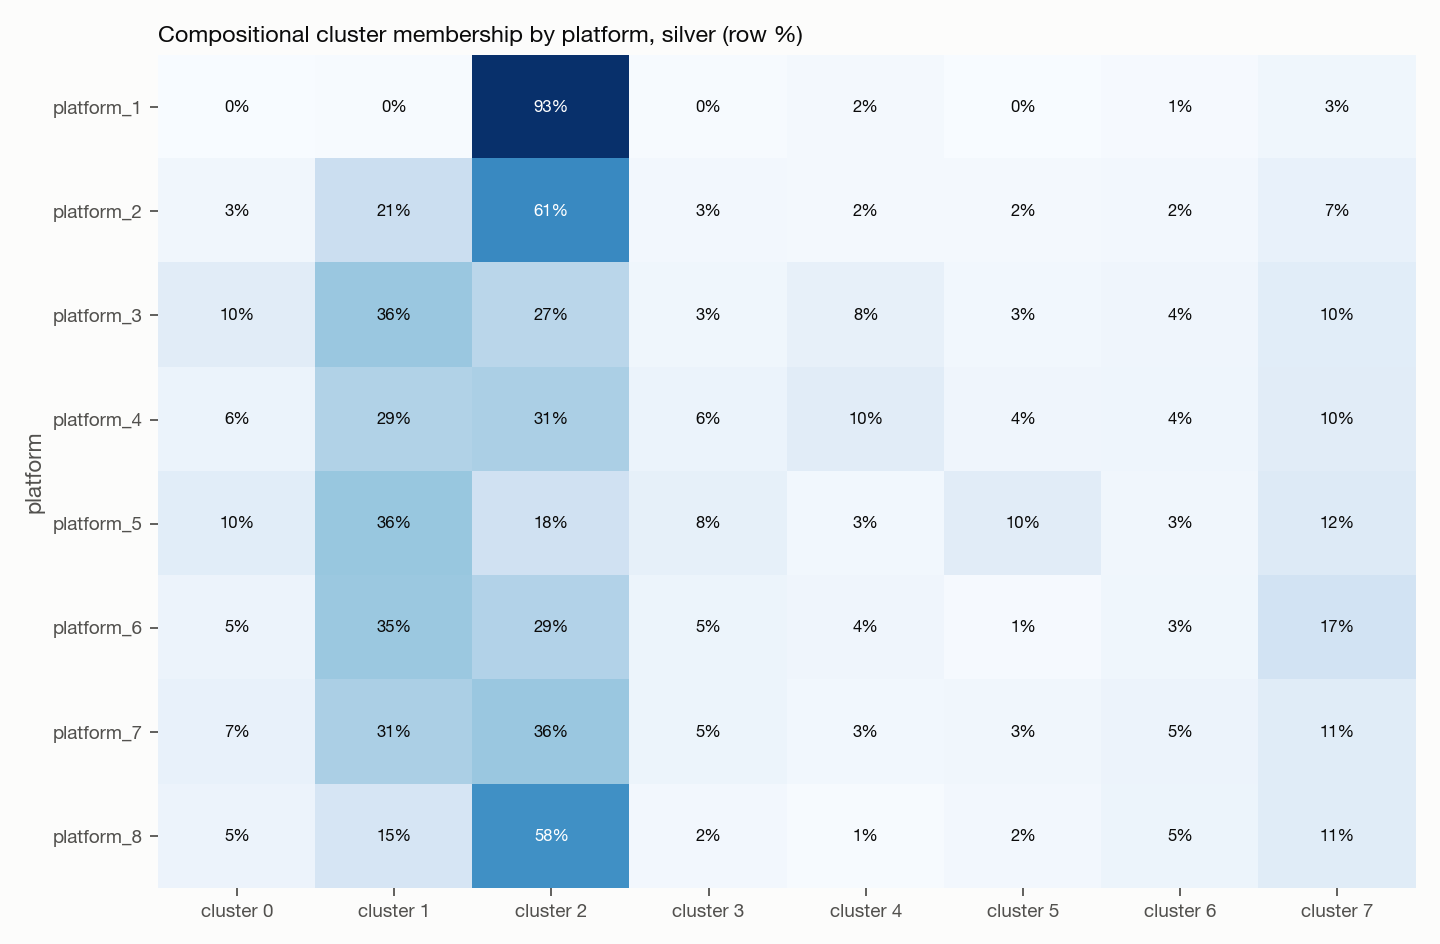 Compositional cluster membership by platform, silver (row %)
platform
platform_1 0% 0% 93% 0% 2% 0% 1% 3%
platform_2 3% 21% 61% 3% 2% 2% 2% 7%
platform_3 10% 36% 27% 3% 8% 3% 4% 10%
platform_4 6% 29% 31% 6% 10% 4% 4% 10%
platform_5 10% 36% 18% 8% 3% 10% 3% 12%
platform_6 5% 35% 29% 5% 4% 1% 3% 17%
platform_7 7% 31% 36% 5% 3% 3% 5% 11%
platform_8 5% 15% 58% 2% 1% 2% 5% 11%
cluster 0 cluster 1 cluster 2 cluster 3 cluster 4 cluster 5 cluster 6 cluster 7